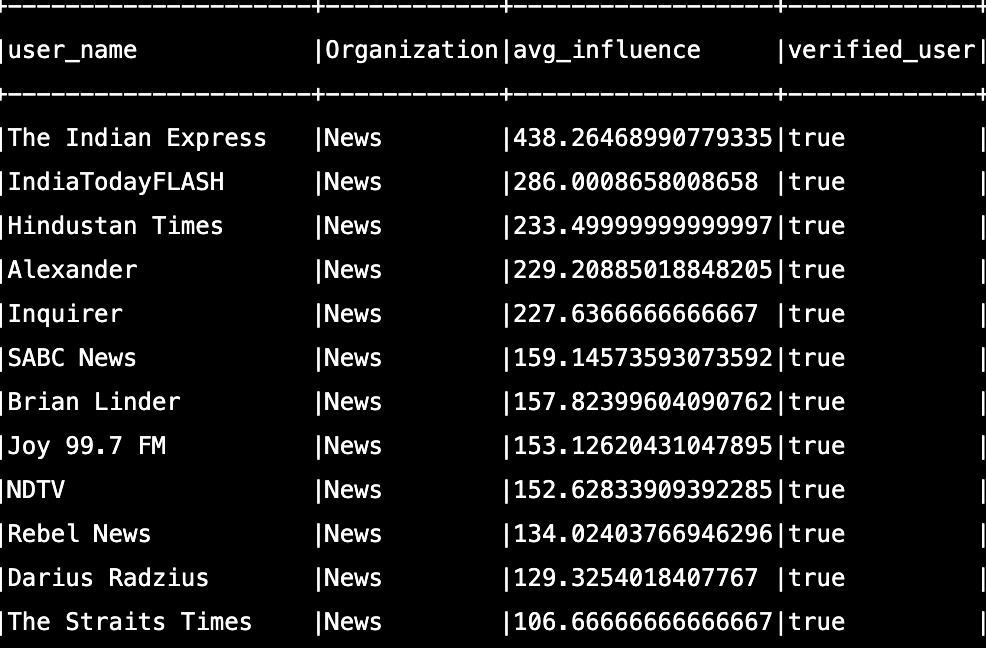 +---------------------+------------+------------------+-------------+
|user_name            |Organization|avg_influence     |verified_user|
+---------------------+------------+------------------+-------------+
|The Indian Express   |News        |438.26468990779335|true         |
|IndiaTodayFLASH      |News        |286.0008658008658 |true         |
|Hindustan Times      |News        |233.49999999999997|true         |
|Alexander            |News        |229.20885018848205|true         |
|Inquirer             |News        |227.6366666666667 |true         |
|SABC News            |News        |159.14573593073592|true         |
|Brian Linder         |News        |157.82399604090762|true         |
|Joy 99.7 FM          |News        |153.12620431047895|true         |
|NDTV                 |News        |152.62833909392285|true         |
|Rebel News           |News        |134.02403766946296|true         |
|Darius Radzius       |News        |129.3254018407767 |true         |
|The Straits Times    |News        |106.66666666666667|true         |